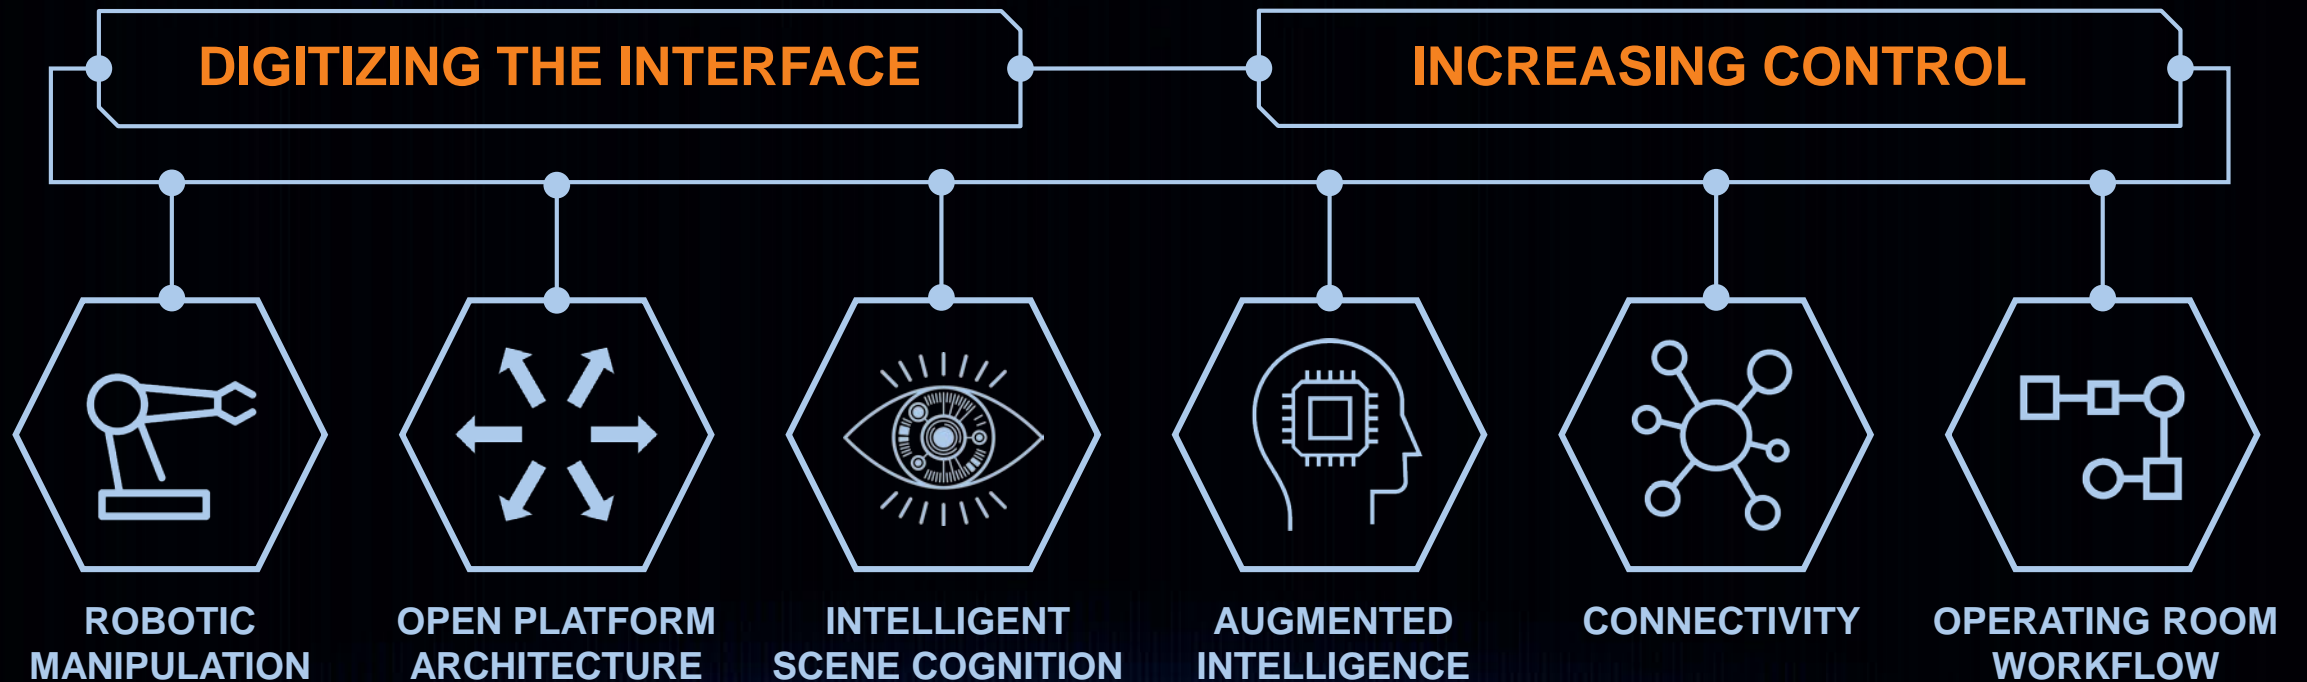 DIGITIZING THE INTERFACE
INCREASING CONTROL
ROBOTIC
MANIPULATION
OPEN PLATFORM
ARCHITECTURE
INTELLIGENT
SCENE COGNITION
AUGMENTED
INTELLIGENCE
CONNECTIVITY
OPERATING ROOM
WORKFLOW